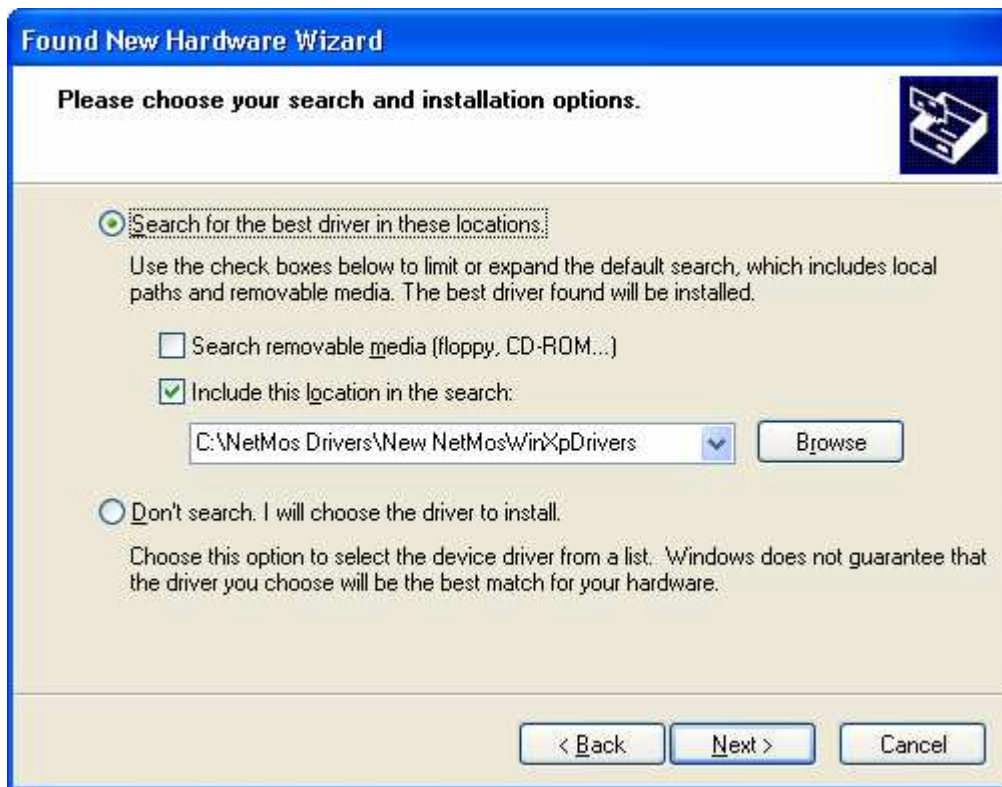 Found New Hardware Wizard
Please choose your search and installation options.
Search for the best driver in these locations.
Use the check boxes below to limit or expand the default search, which includes local
paths and removable media. The best driver found will be installed.
Search removable media (floppy, CD-ROM...)
Include this location in the search:
C:\NetMos Drivers\New NetMosWinXpDrivers
Browse
Don't search. I will choose the driver to install.
Choose this option to select the device driver from a list. Windows does not guarantee that
the driver you choose will be the best match for your hardware.
< Back Next > Cancel